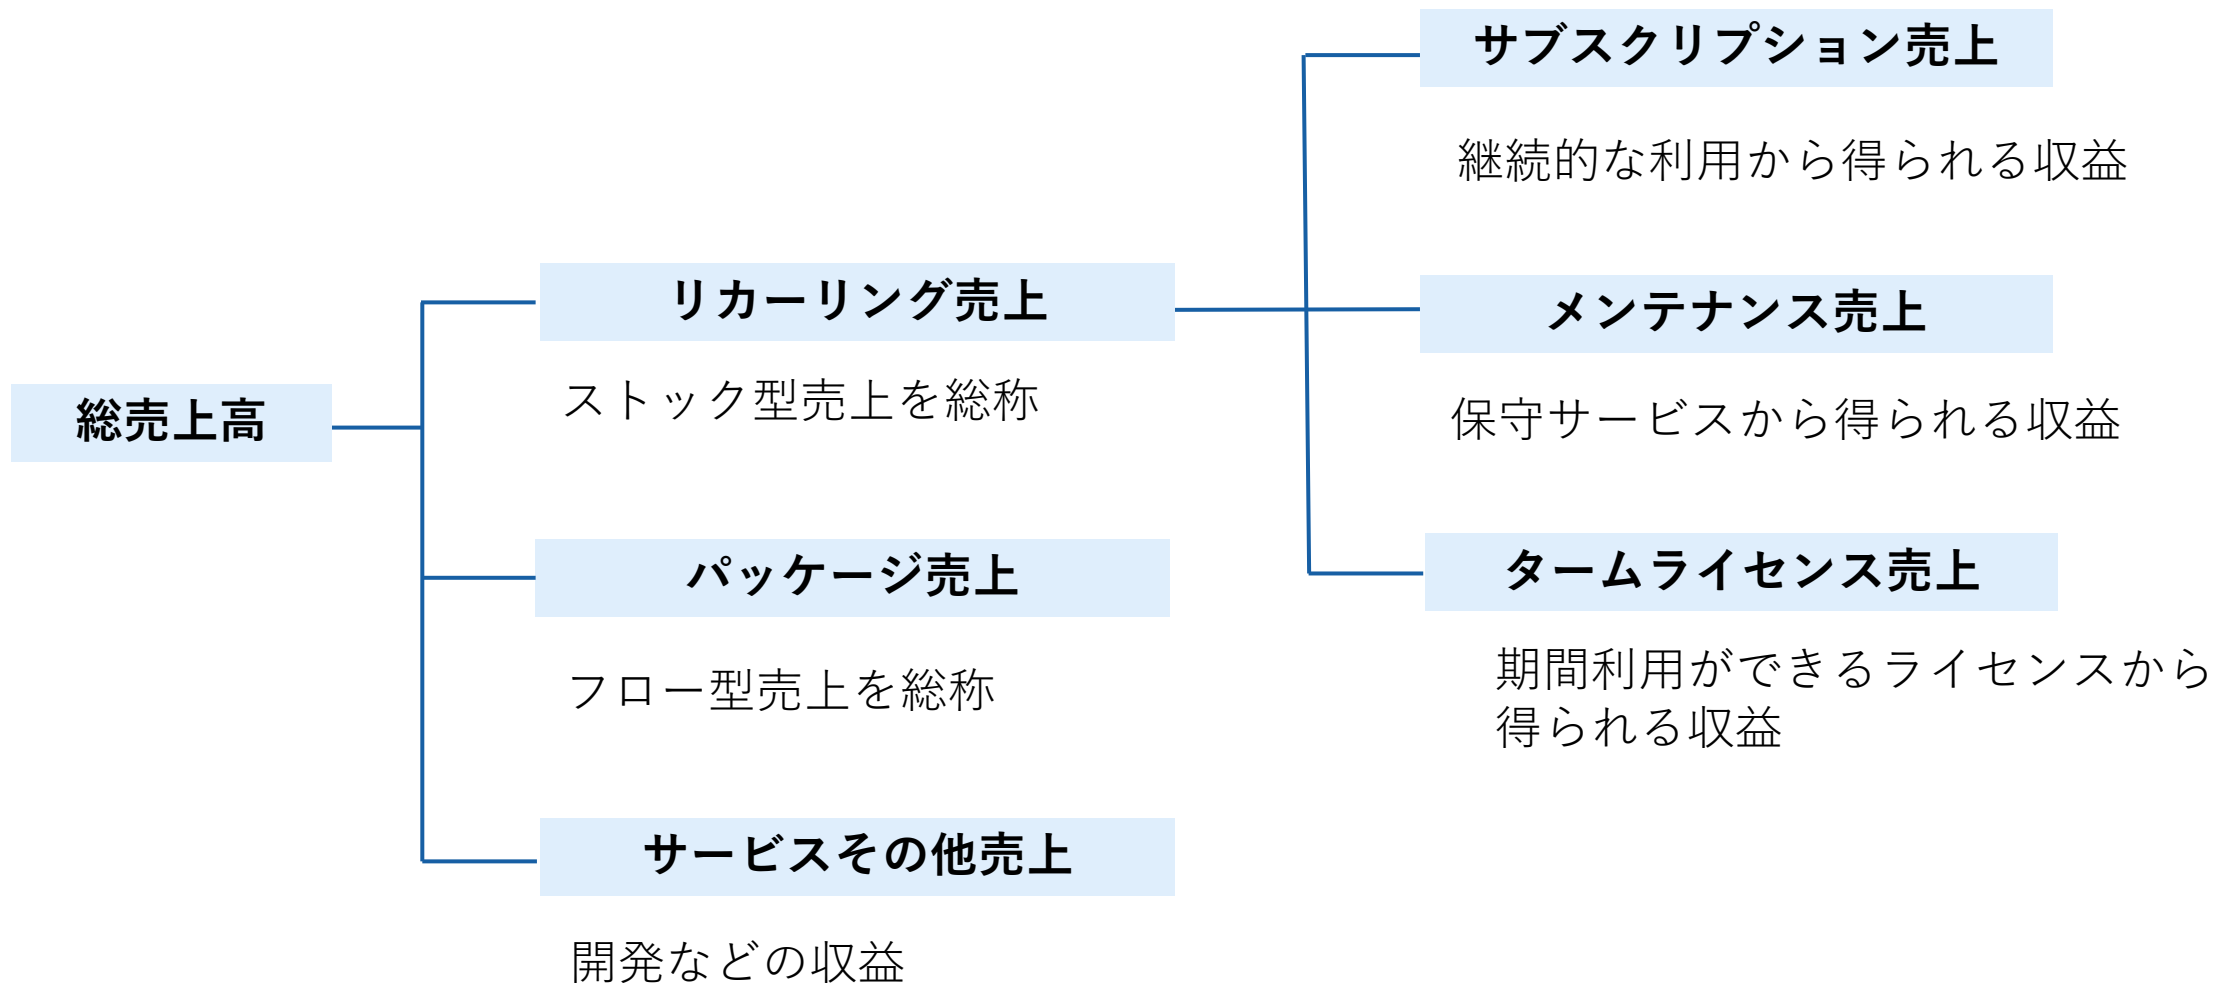 総売上高
リカーリング売上
ストック型売上を総称
パッケージ売上
フロー型売上を総称
サービスその他売上
開発などの収益
サブスクリプション売上
継続的な利用から得られる収益
メンテナンス売上
保守サービスから得られる収益
タームライセンス売上
期間利用ができるライセンスから
得られる収益